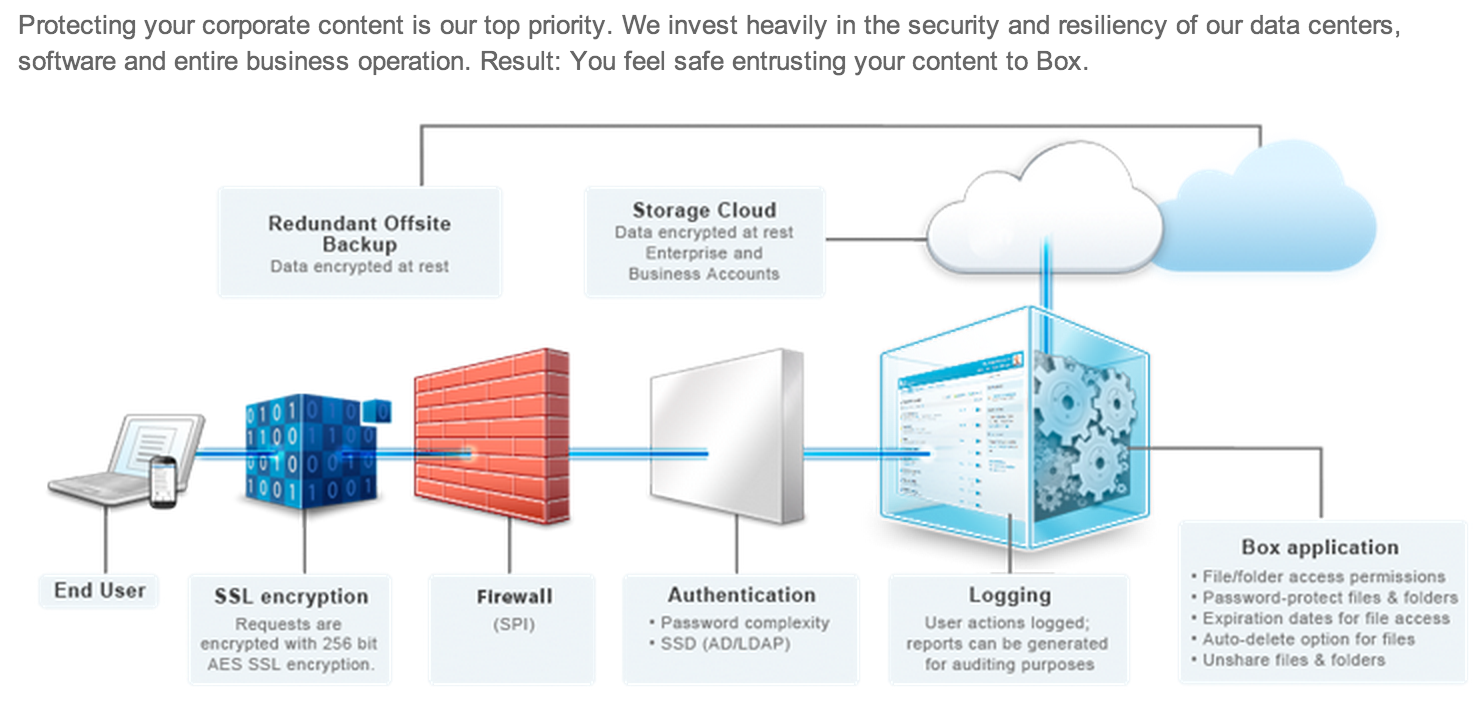 Protecting your corporate content is our top priority. We invest heavily in the security and resiliency of our data centers,
software and entire business operation. Result: You feel safe entrusting your content to Box.
Redundant Offsite
Backup
Data encrypted at rest
Storage Cloud
Data encrypted at rest
Enterprise and
Business Accounts
0101
1100
0010
1001
End User
SSL encryption
Requests are
encrypted with 256 bit
AES SSL encryption.
Firewall
(SPI)
Authentication
• Password complexity
• SSD (AD/LDAP)
Logging
User actions logged;
reports can be generated
for auditing purposes
Box application
• File/folder access permissions
• Password-protect files & folders
• Expiration dates for file access
• Auto-delete option for files
• Unshare files & folders